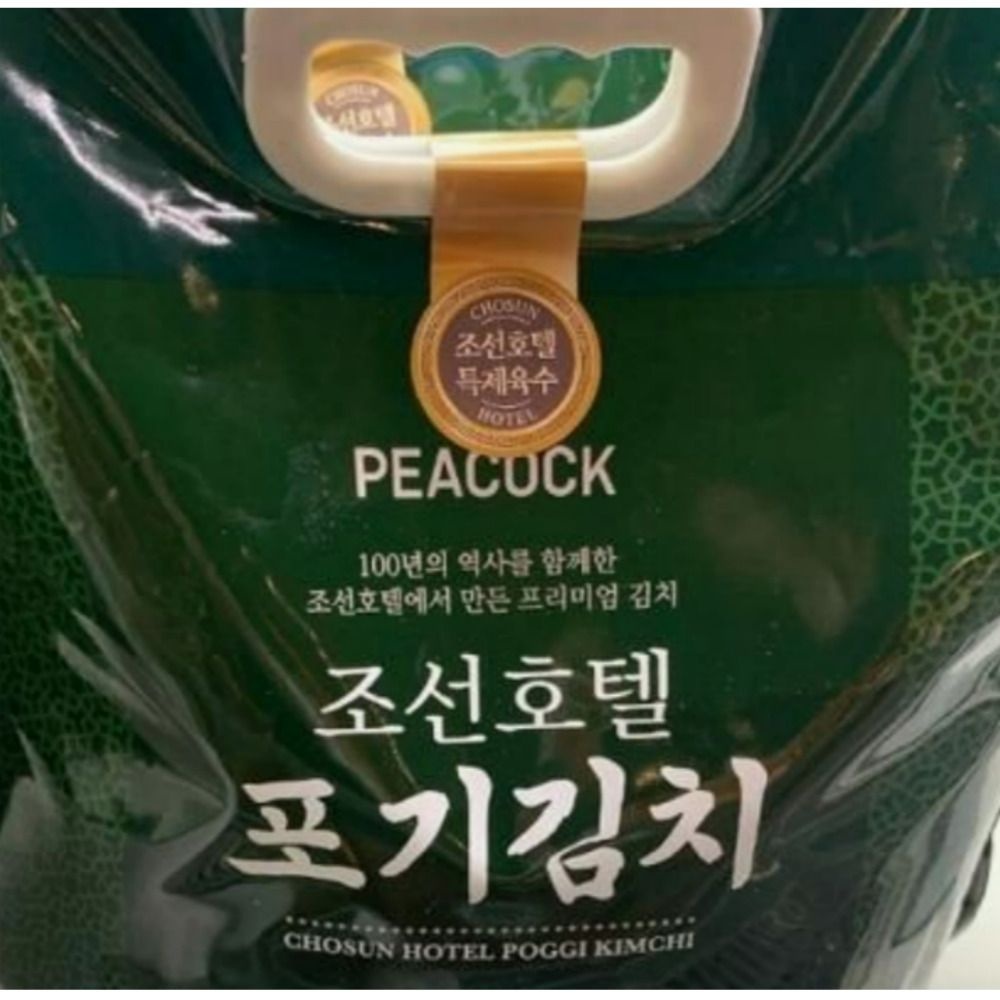 CHOSUN
조선호텔
CHOSUN
조선호텔
특제육수
HOTEL
PEACOCK
100년의 역사를 함께한
조선호텔에서 만든 프리미엄 김치
조선호텔
포기김치
CHOSUN HOTEL POGGI KIMCHI